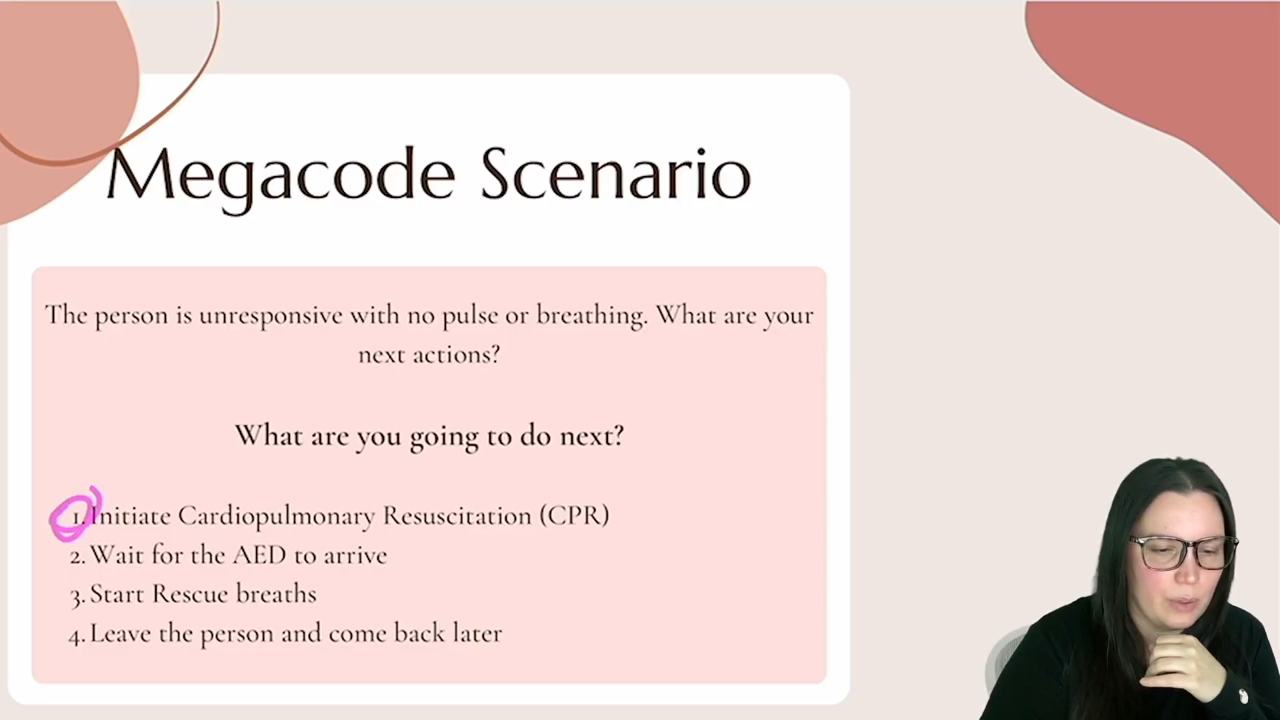 Megacode Scenario
The person is unresponsive with no pulse or breathing. What are your
next actions?
What are you going to do next?
1. Initiate Cardiopulmonary Resuscitation (CPR)
2. Wait for the AED to arrive
3. Start Rescue breaths
4. Leave the person and come back later